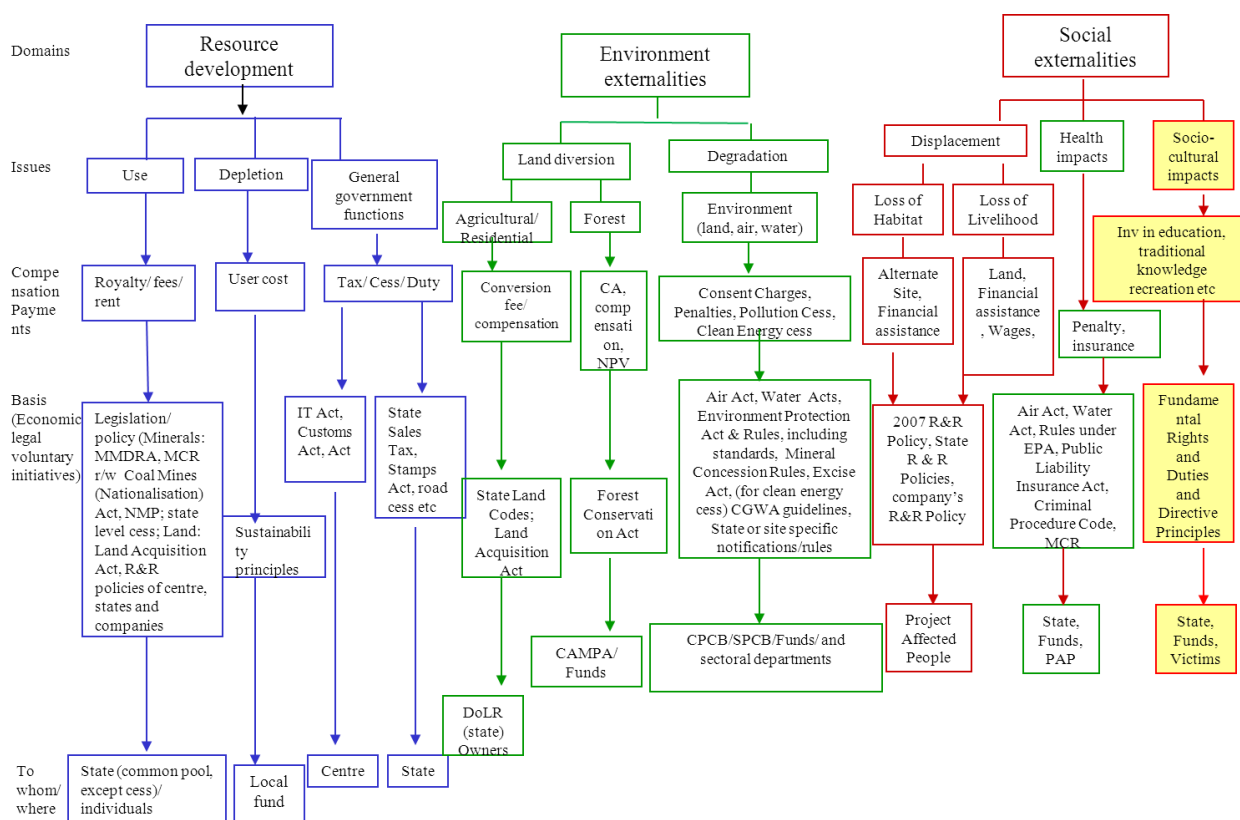 Domains
Resource
development
Environment
externalities
Social
externalities
Issues
Use
Depletion
General
government
functions
Land diversion
Degradation
Displacement
Health
impacts
Socio-
cultural
impacts
Agricultural/
Residential
Forest
Environment
(land, air, water)
Loss of
Habitat
Loss of
Livelihood
Inv in education,
traditional
knowledge
recreation etc
Compe
nsation
Payme
nts
Royalty/ fees/
rent
User cost
Tax/ Cess/ Duty
Conversion
fee/
compensation
CA,
comp
ensati
on,
NPV
Consent Charges,
Penalties, Pollution Cess,
Clean Energy cess
Alternate
Site,
Financial
assistance
Land,
Financial
assistance
, Wages,
Penalty,
insurance
Basis
(Economic
legal
voluntary
initiatives)
Legislation/
policy (Minerals:
MMDRA, MCR
r/w Coal Mines
(Nationalisation)
Act, NMP; state
level cess; Land:
Land Acquisition
Act, R&R
policies of centre,
states and
companies
Sustainabili
ty
principles
IT Act,
Customs
Act, Act
State
Sales
Tax,
Stamps
Act, road
cess etc
State Land
Codes;
Land
Acquisition
Act
Forest
Conservati
on Act
Air Act, Water Acts,
Environment Protection
Act & Rules, including
standards, Mineral
Concession Rules, Excise
Act, (for clean energy
cess) CGWA guidelines,
State or site specific
notifications/rules
2007 R&R
Policy, State
R & R
Policies,
company's
R&R Policy
Air Act, Water
Act, Rules under
EPA, Public
Liability
Insurance Act,
Criminal
Procedure Code,
MCR
Fundame
ntal
Rights
and
Duties
and
Directive
Principles
To
whom/
where
State (common pool,
except cess)/
individuals
Local
fund
Centre
State
DoLR
(state)
Owners
CAMPA/
Funds
CPCB/SPCB/Funds/ and
sectoral departments
Project
Affected
People
State,
Funds,
PAP
State,
Funds,
Victims